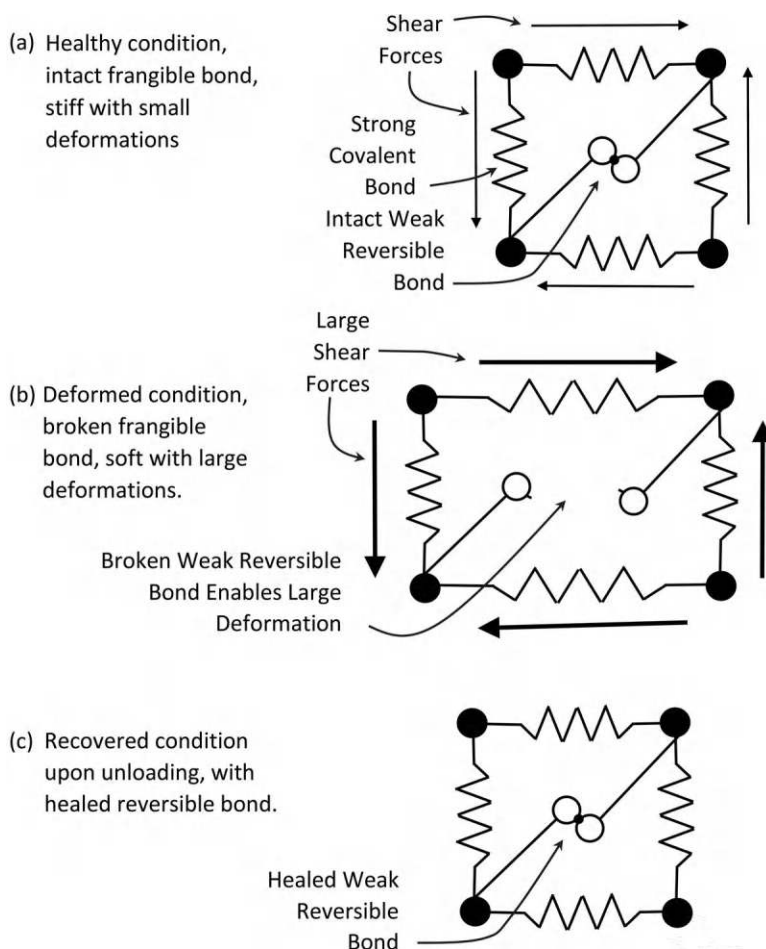 (a) Healthy condition,
intact frangible bond,
stiff with small
deformations
Shear
Forces
Strong
Covalent
Bond
Intact Weak
Reversible
Bond
(b) Deformed condition,
broken frangible
bond, soft with large
deformations.
Large
Shear
Forces
Broken Weak Reversible
Bond Enables Large
Deformation
(c) Recovered condition
upon unloading, with
healed reversible bond.
Healed Weak
Reversible
Bond